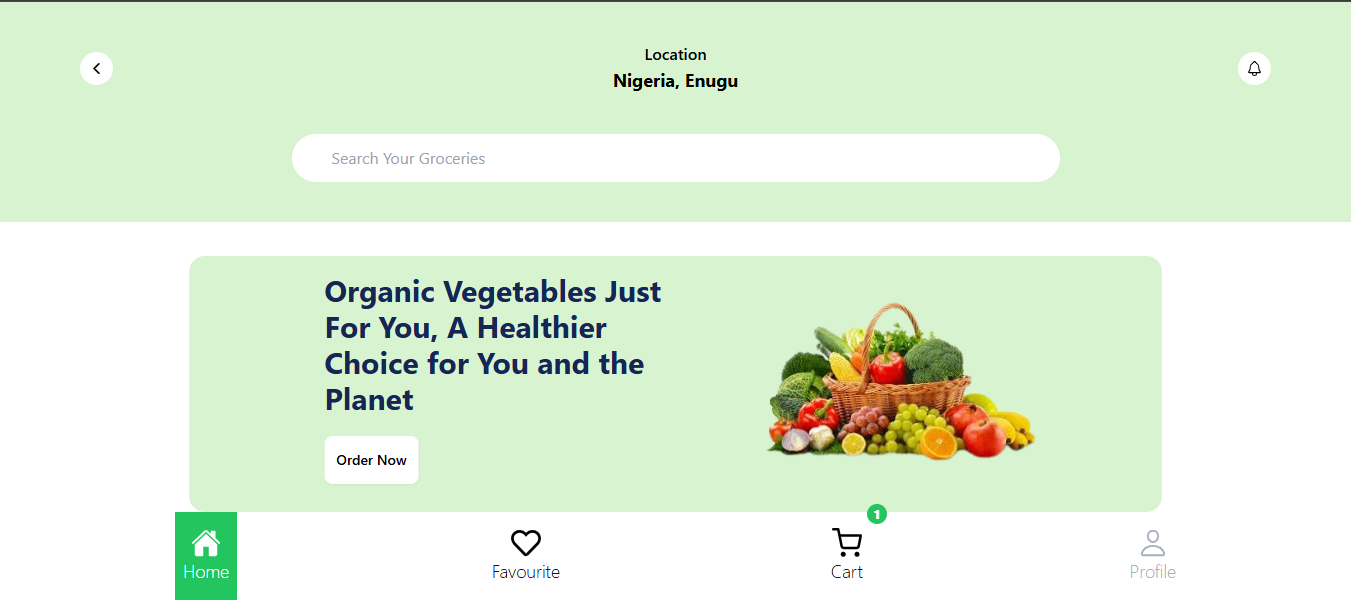 Location
Nigeria, Enugu
Search Your Groceries
Organic Vegetables Just
For You, A Healthier
Choice for You and the
Planet
Order Now
1
Home
Favourite
Cart
Profile